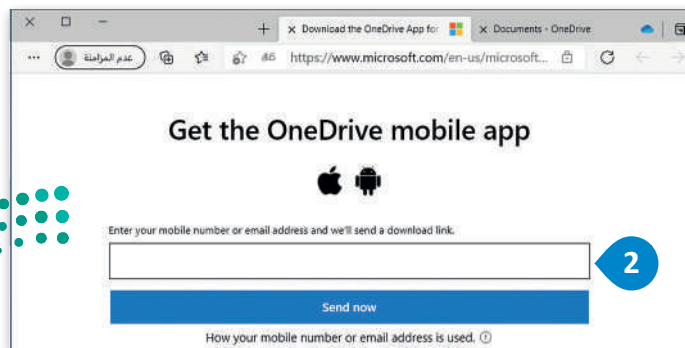 Download the OneDrive App for
Documents - OneDrive
عدم المزامنة
https://www.microsoft.com/en-us/microsoft...
Get the OneDrive mobile app
Enter your mobile number or email address and we'll send a download link.
2
Send now
How your mobile number or email address is used.